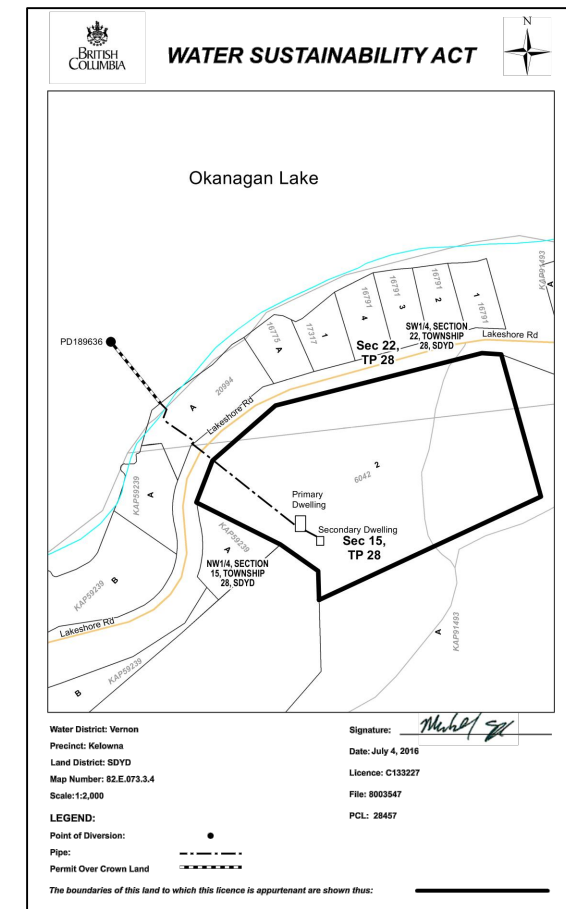 BRITISH
COLUMBIA
WATER SUSTAINABILITY ACT
N
Okanagan Lake
PD189636
KAP91493
A
16791
1
16791
2
16791
3
16791
4
17317
1
16775
A
SW1/4, SECTION
22, TOWNSHIP
28, SDYD
Sec 22,
TP 28
Lakeshore Rd
20994
A
Lakeshore Rd
2
6042
KAP59239
A
Primary
Dwelling
Secondary Dwelling
Sec 15,
TP 28
KAP59239
A
NW1/4, SECTION
15, TOWNSHIP
28, SDYD
KAP59239
B
Lakeshore Rd
A
KAP91493
KAP59239
B
Water District: Vernon
Precinct: Kelowna
Land District: SDYD
Map Number: 82.E.073.3.4
Scale:1:2,000
Signature:
Date: July 4, 2016
Licence: C133227
File: 8003547
PCL: 28457
LEGEND:
Point of Diversion:
Pipe:
Permit Over Crown Land
The boundaries of this land to which this licence is appurtenant are shown thus: